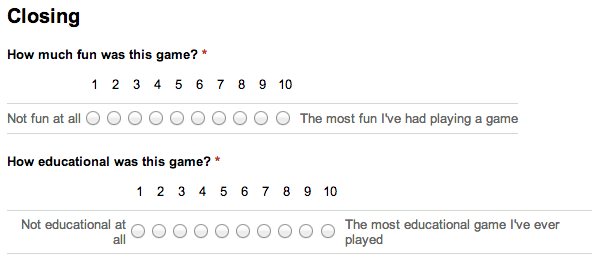 Closing
How much fun was this game? *
1 2 3 4 5 6 7 8 9 10
Not fun at all The most fun I've had playing a game
How educational was this game? *
1 2 3 4 5 6 7 8 9 10
Not educational at all
The most educational game I've ever played